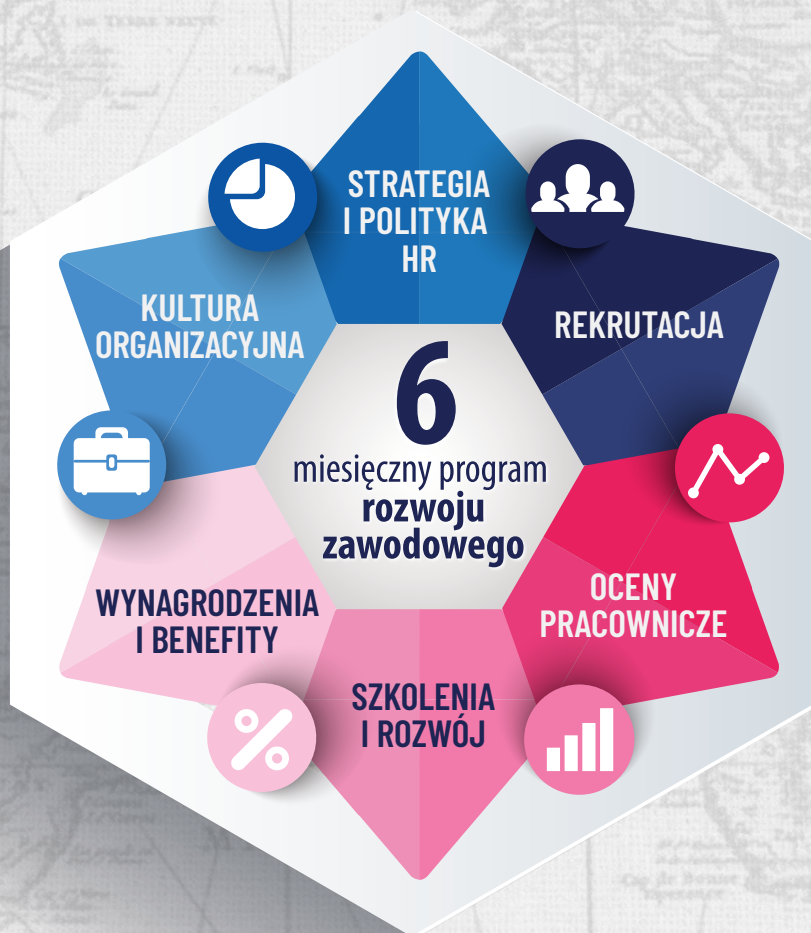 STRATEGIA
I POLITYKA
HR
REKRUTACJA
KULTURA
ORGANIZACYJNA
6
miesięczny program
rozwoju
zawodowego
OCENY
PRACOWNICZE
WYNAGRODZENIA
I BENEFITY
SZKOLENIA
I ROZWÓJ